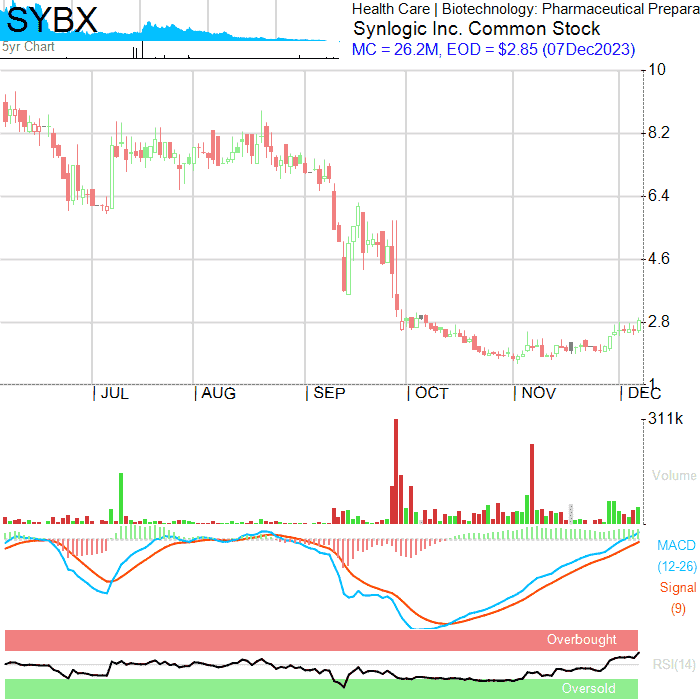 SYBX
5yr Chart
Health Care | Biotechnology: Pharmaceutical Prepara
Synlogic Inc. Common Stock
MC = 26.2M, EOD = $2.85 (07Dec2023)
10
8.2
6.4
4.6
2.8
1
JUL AUG SEP OCT NOV DEC
311k
Volume
MACD
(12-26)
Signal
(9)
Overbought
RSI(14)
Oversold